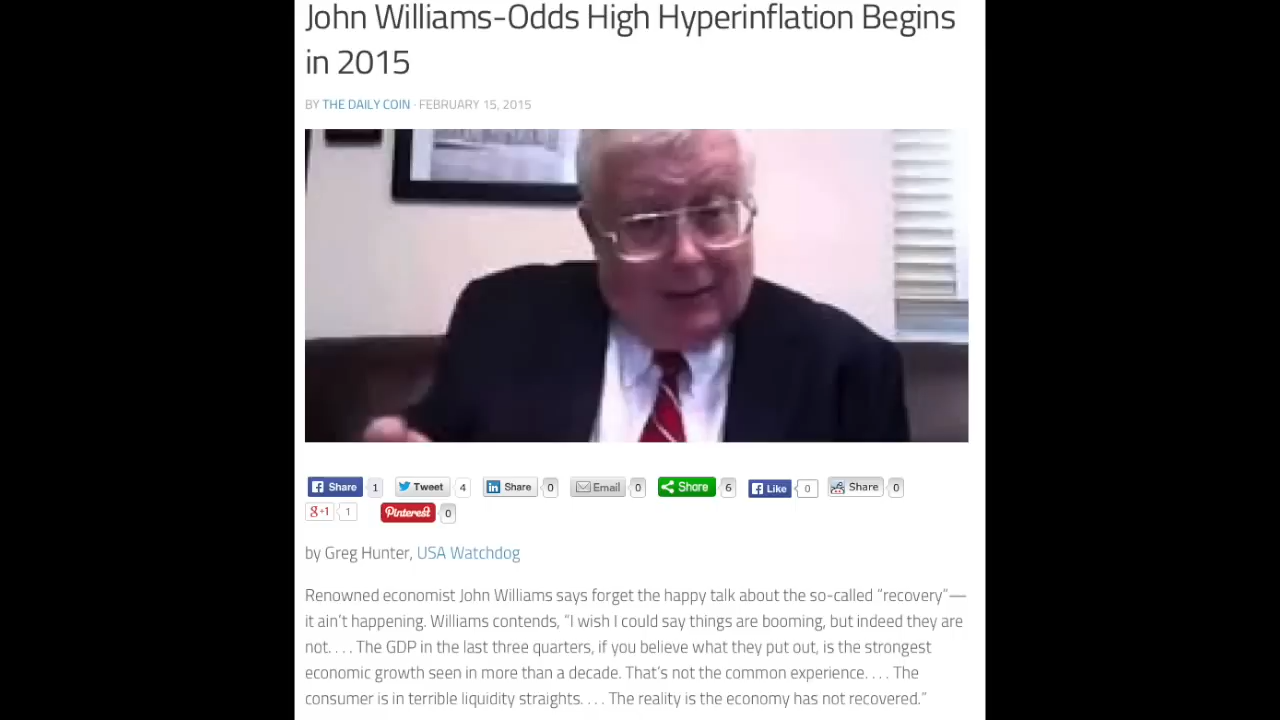 John Williams-Odds High Hyperinflation Begins
in 2015
BY THE DAILY COIN · FEBRUARY 15, 2015
Share 1 Tweet 4 Share 0 Email 0 Share 6 Like 0 Share 0
g+1 1 Pinterest 0
by Greg Hunter, USA Watchdog
Renowned economist John Williams says forget the happy talk about the so-called “recovery”—
it ain’t happening. Williams contends, “I wish I could say things are booming, but indeed they are
not. . . . The GDP in the last three quarters, if you believe what they put out, is the strongest
economic growth seen in more than a decade. That’s not the common experience. . . . The
consumer is in terrible liquidity straights. . . . The reality is the economy has not recovered.”